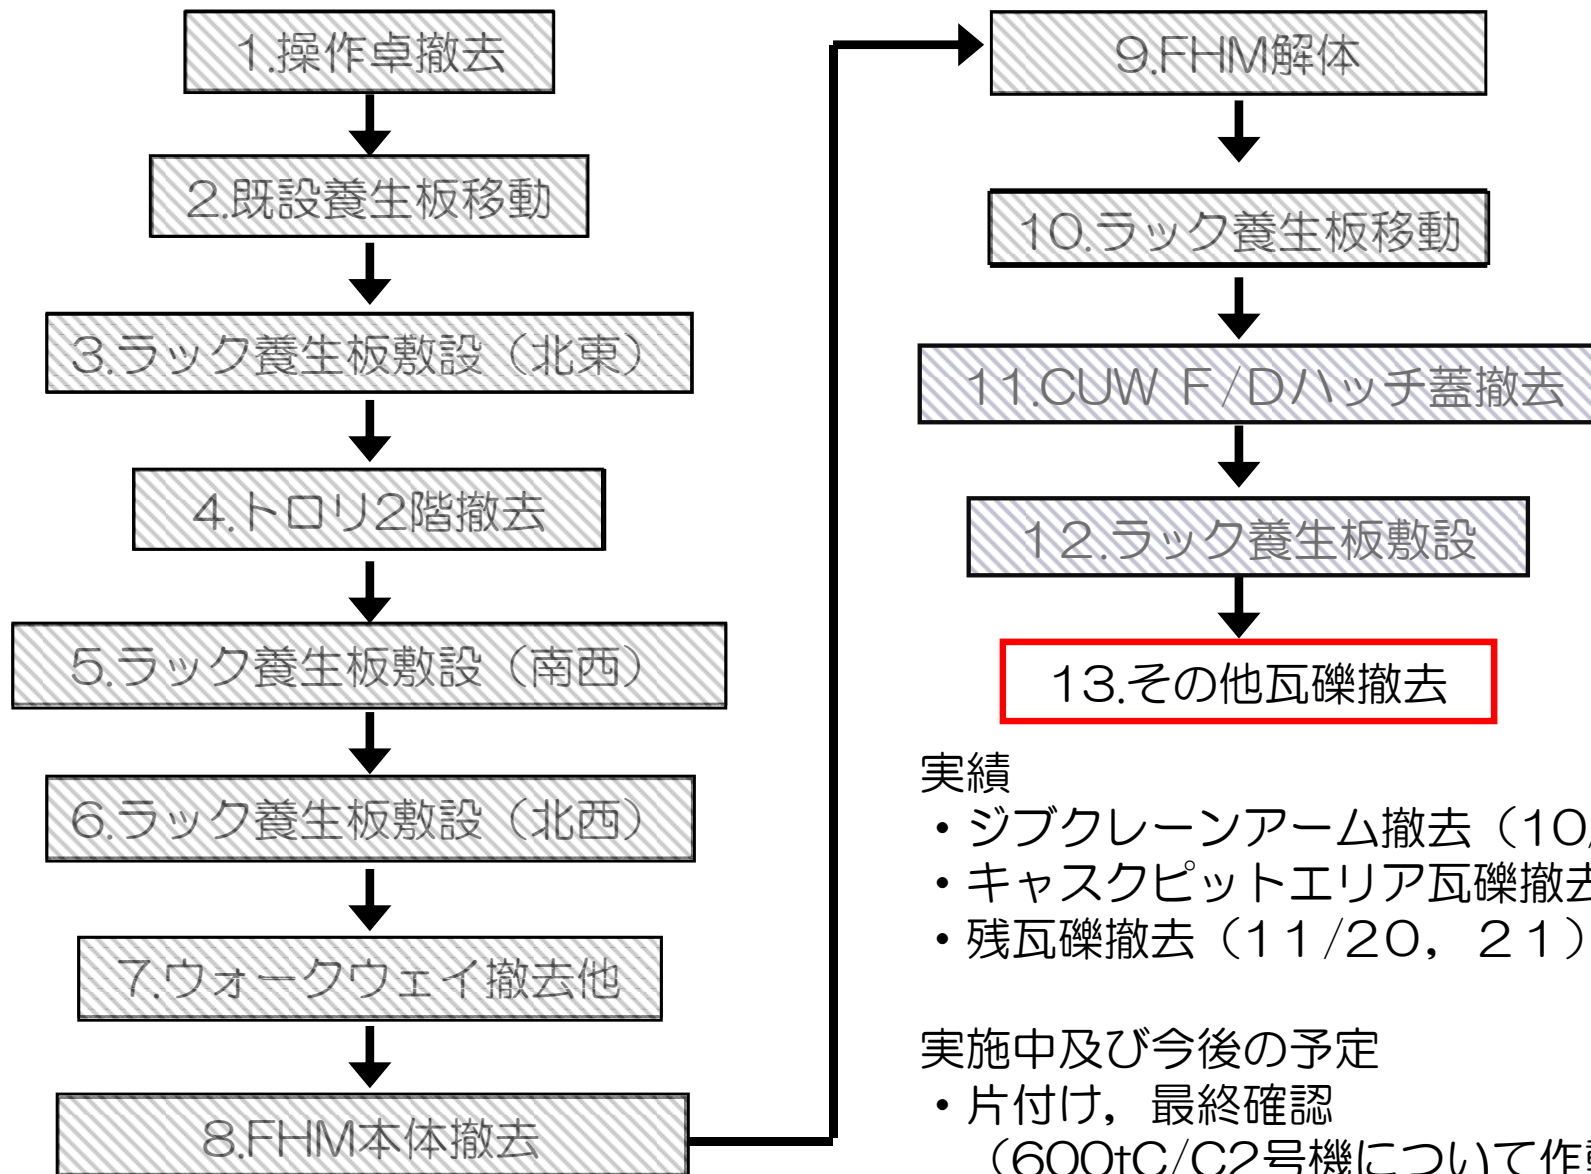 1.操作卓撤去
2.既設養生板移動
3.ラック養生板敷設（北東）
4.トロリ2階撤去
5.ラック養生板敷設（南西）
6.ラック養生板敷設（北西）
7.ウォークウェイ撤去他
8.FHM本体撤去
9.FHM解体
10.ラック養生板移動
11.CUW F/Dハッチ蓋撤去
12.ラック養生板敷設
13.その他瓦礫撤去
実績
・ジブクレーンアーム撤去（10/
・キャスクピットエリア瓦礫撤去
・残瓦礫撤去（11/20，21）
実施中及び今後の予定
・片付け，最終確認
（600tC/C2号機について作動